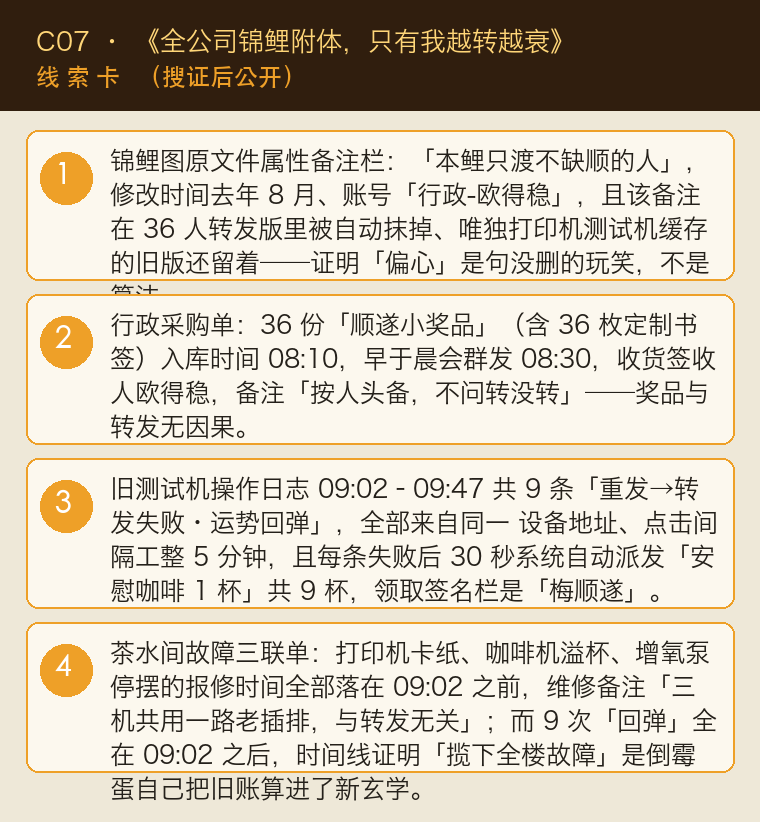 C07 · 《全公司锦鲤附体，只有我越转越衰》
线 索 卡 （搜证后公开）
1
锦鲤图原文件属性备注栏：「本鲤只渡不缺顺的人」，
修改时间去年 8 月、账号「行政-欧得稳」，且该备注
在 36 人转发版里被自动抹掉、唯独打印机测试机缓存
的旧版还留着——证明「偏心」是句没删的玩笑，不是
2
行政采购单：36 份「顺遂小奖品」（含 36 枚定制书
签）入库时间 08:10，早于晨会群发 08:30，收货签收
人欧得稳，备注「按人头备，不问转没转」——奖品与
转发无因果。
3
旧测试机操作日志 09:02 - 09:47 共 9 条「重发→转
发失败・运势回弹」，全部来自同一 设备地址、点击间
隔工整 5 分钟，且每条失败后 30 秒系统自动派发「安
慰咖啡 1 杯」共 9 杯，领取签名栏是「梅顺遂」。
4
茶水间故障三联单：打印机卡纸、咖啡机溢杯、增氧泵
停摆的报修时间全部落在 09:02 之前，维修备注「三
机共用一路老插排，与转发无关」；而 9 次「回弹」全
在 09:02 之后，时间线证明「揽下全楼故障」是倒霉
蛋自己把旧账算进了新玄学。